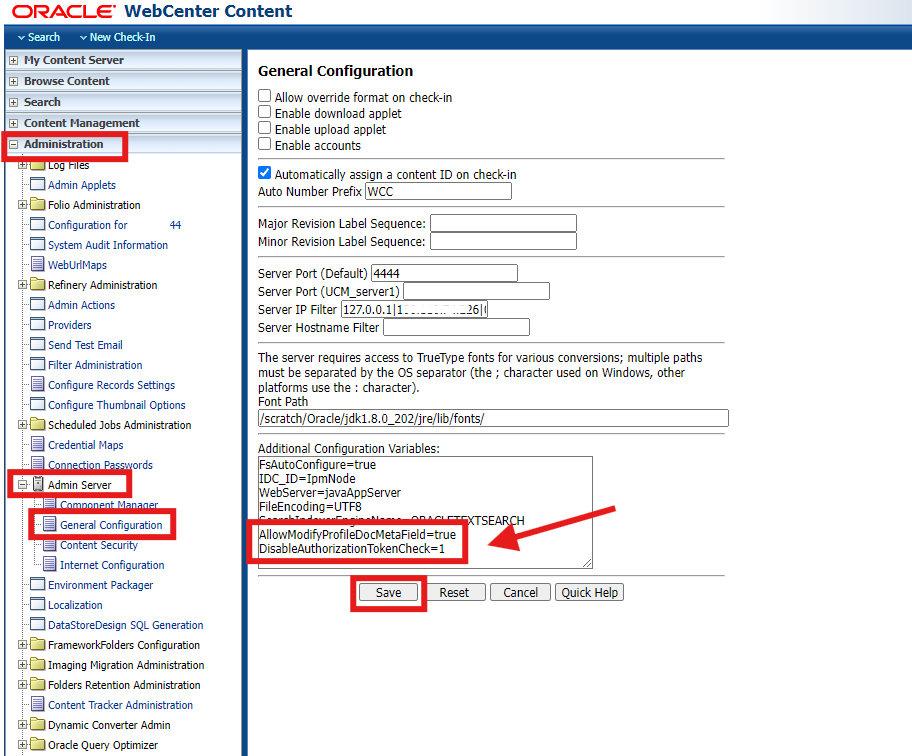 ORACLE WebCenter Content
Search New Check-In
My Content Server
Browse Content
Search
Content Management
Administration
Log Files
Admin Applets
Folio Administration
Configuration for 44
System Audit Information
WebUrlMaps
Refinery Administration
Admin Actions
Providers
Send Test Email
Filter Administration
Configure Records Settings
Configure Thumbnail Options
Scheduled Jobs Administration
Credential Maps
Connection Passwords
Admin Server
Component Manager
General Configuration
Content Security
Internet Configuration
Environment Packager
Localization
DataStoreDesign SQL Generation
FrameworkFolders Configuration
Imaging Migration Administration
Folders Retention Administration
Content Tracker Administration
Dynamic Converter Admin
Oracle Query Optimizer
General Configuration
Allow override format on check-in
Enable download applet
Enable upload applet
Enable accounts
Automatically assign a content ID on check-in
Auto Number Prefix WCC
Major Revision Label Sequence:
Minor Revision Label Sequence:
Server Port (Default) 4444
Server Port (UCM_server1)
Server IP Filter 127.0.0.1|
Server Hostname Filter
The server requires access to TrueType fonts for various conversions; multiple paths
must be separated by the OS separator (the ; character used on Windows, other
platforms use the : character).
Font Path
/scratch/Oracle/jdk1.8.0_202/jre/lib/fonts/
Additional Configuration Variables:
FsAutoConfigure=true
IDC_ID=IpmNode
WebServer=javaAppServer
FileEncoding=UTF8
SearchIndexerEngineName=ORACLETEXTSEARCH
AllowModifyProfileDocMetaField=true
DisableAuthorizationTokenCheck=1
Save Reset Cancel Quick Help